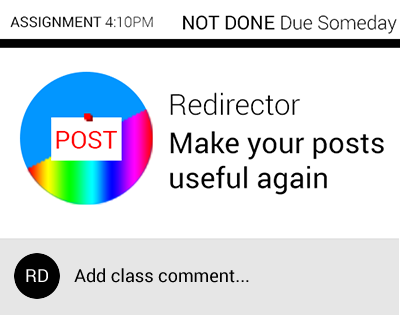 ASSIGNMENT 4:10PM NOT DONE Due Someday
POST
Redirector
Make your posts
useful again
RD Add class comment...